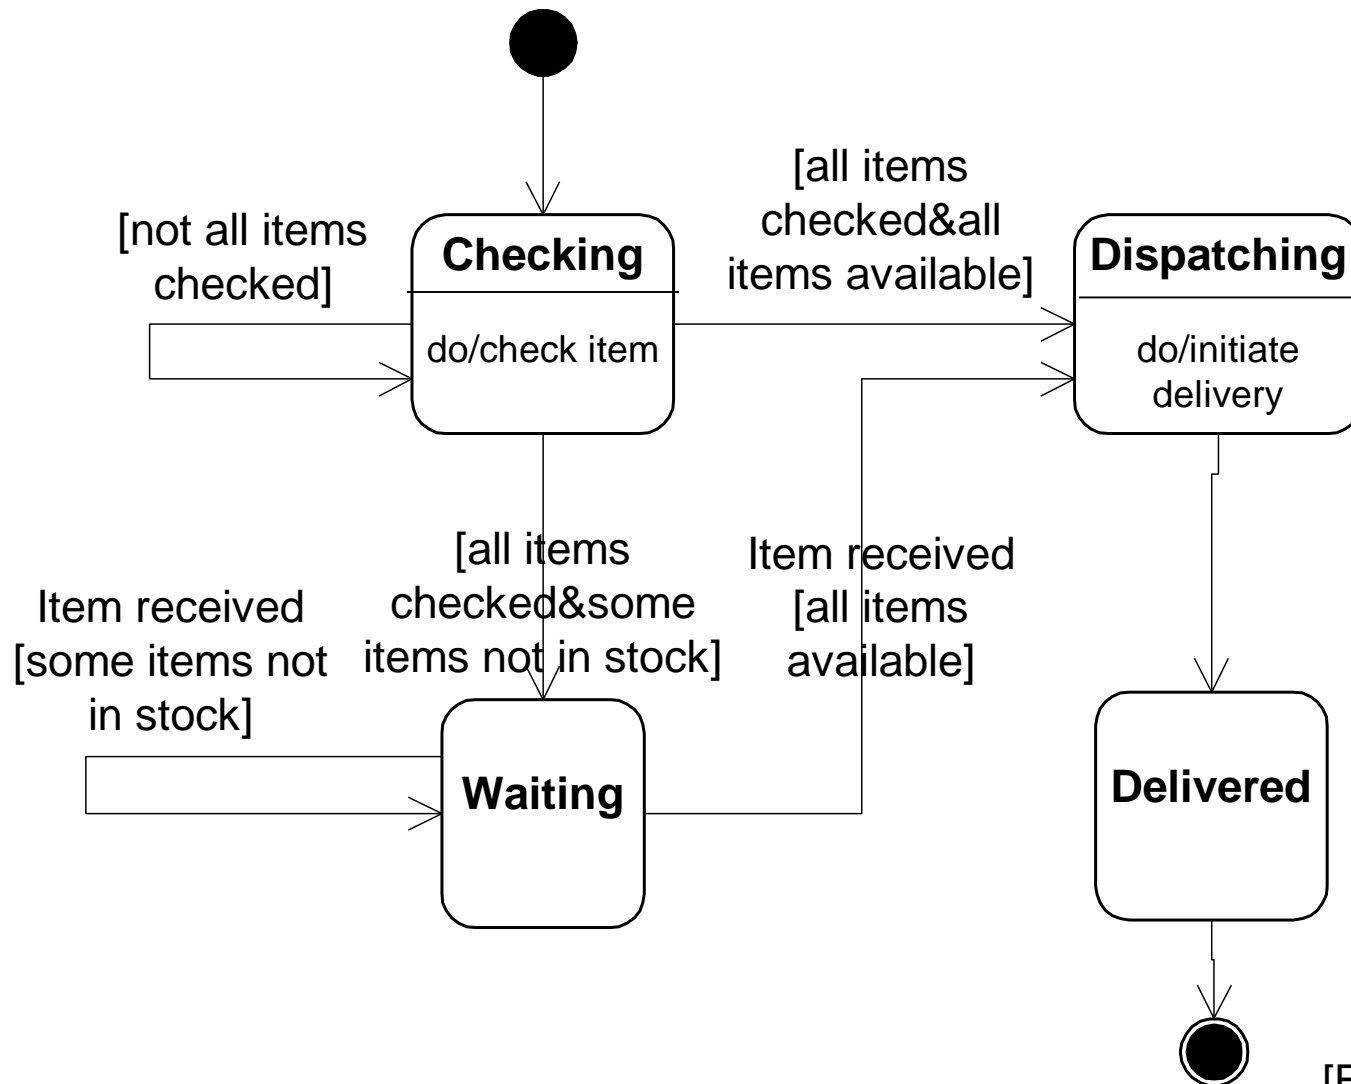 [all items
checked&all
items available]
[not all items
checked]
Checking
do/check item
Dispatching
do/initiate
delivery
[all items
checked&some
items not in stock]
Item received
[all items
available]
Item received
[some items not
in stock]
Waiting
Delivered